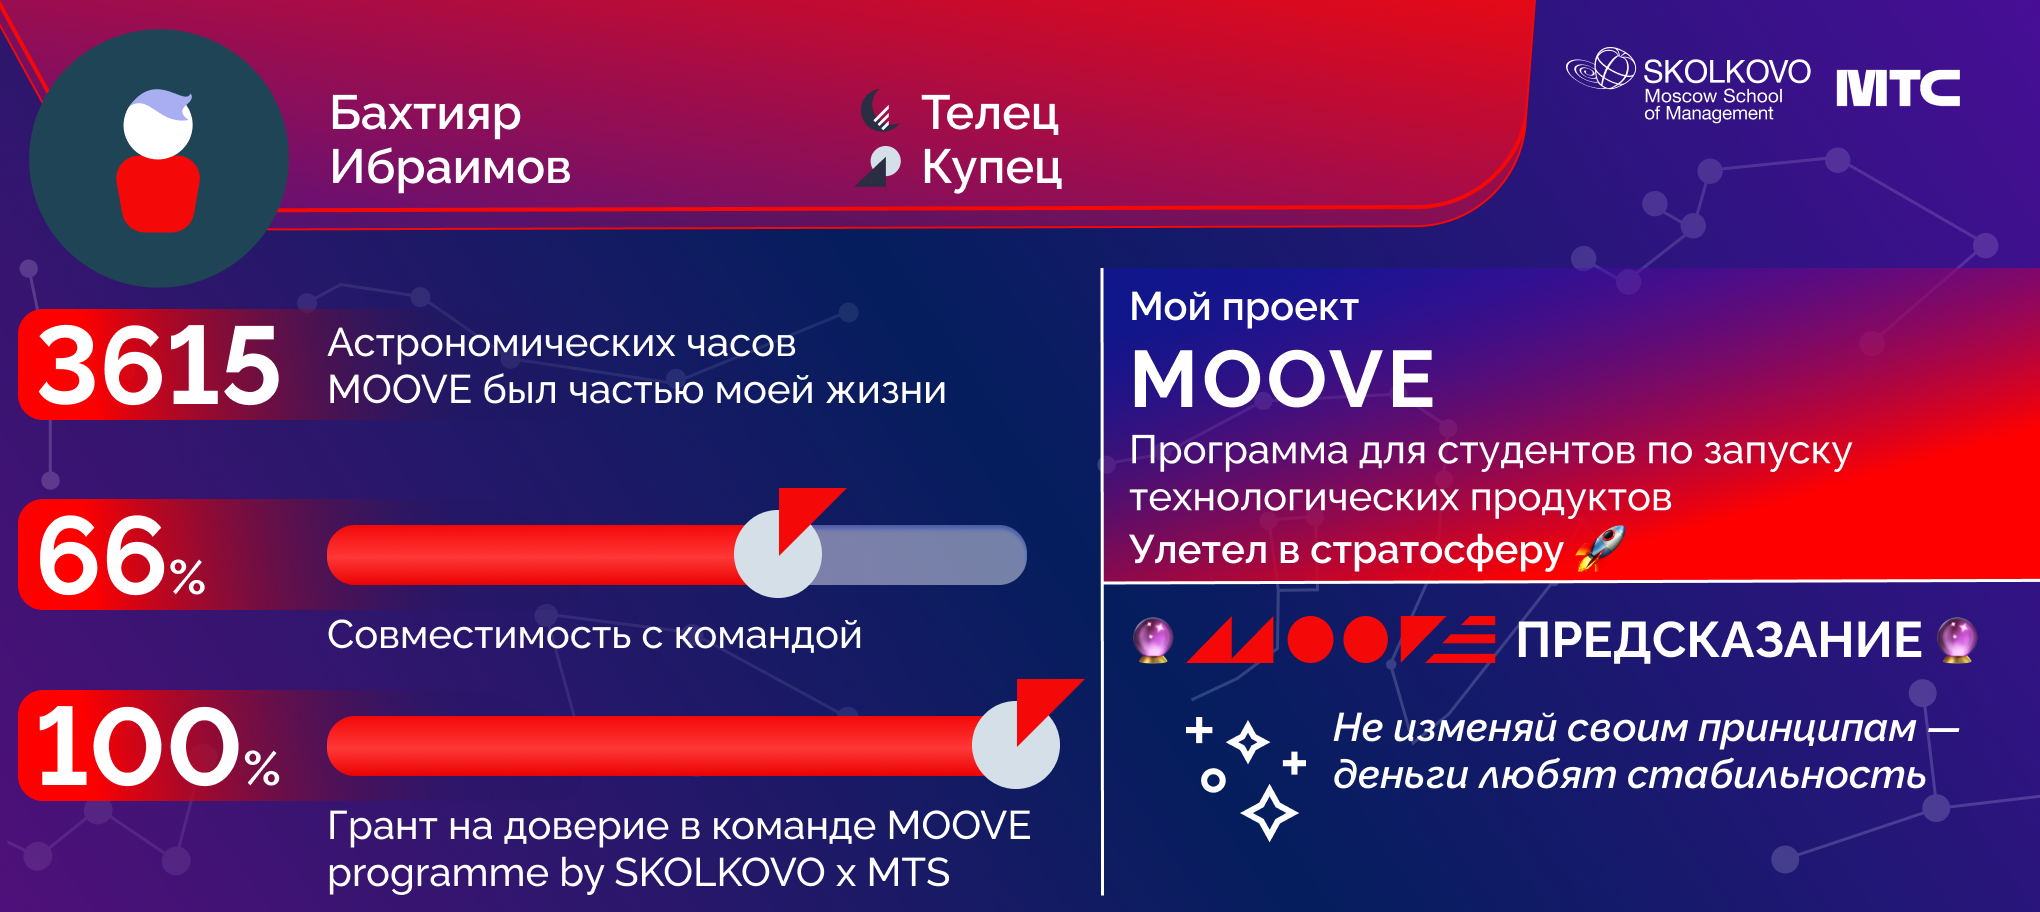 Бахтияр
Ибраимов
Телец
Купец
SKOLKOVO
Moscow School
of Management
МТС
3615
Астрономических часов
MOOVE был частью моей жизни
66%
Совместимость с командой
100%
Грант на доверие в команде MOOVE
programme by SKOLKOVO x MTS
Мой проект
MOOVE
Программа для студентов по запуску
технологических продуктов
Улетел в стратосферу 🚀
🔮 MOOVE ПРЕДСКАЗАНИЕ 🔮
Не изменяй своим принципам —
деньги любят стабильность